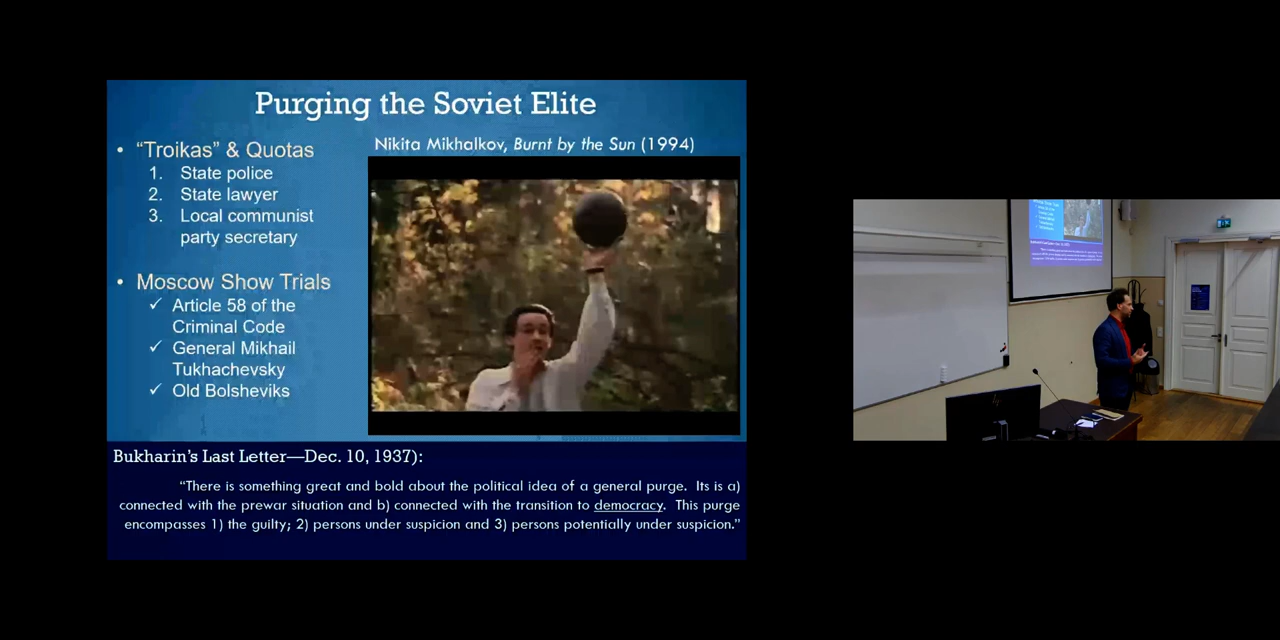 Purging the Soviet Elite
• "Troikas" & Quotas
1. State police
2. State lawyer
3. Local communist
party secretary
• Moscow Show Trials
✓ Article 58 of the
Criminal Code
✓ General Mikhail
Tukhachevsky
✓ Old Bolsheviks
Nikita Mikhalkov, Burnt by the Sun (1994)
Bukharin's Last Letter—Dec. 10, 1937):
"There is something great and bold about the political idea of a general purge. Its is a)
connected with the prewar situation and b) connected with the transition to democracy. This purge
encompasses 1) the guilty; 2) persons under suspicion and 3) persons potentially under suspicion."